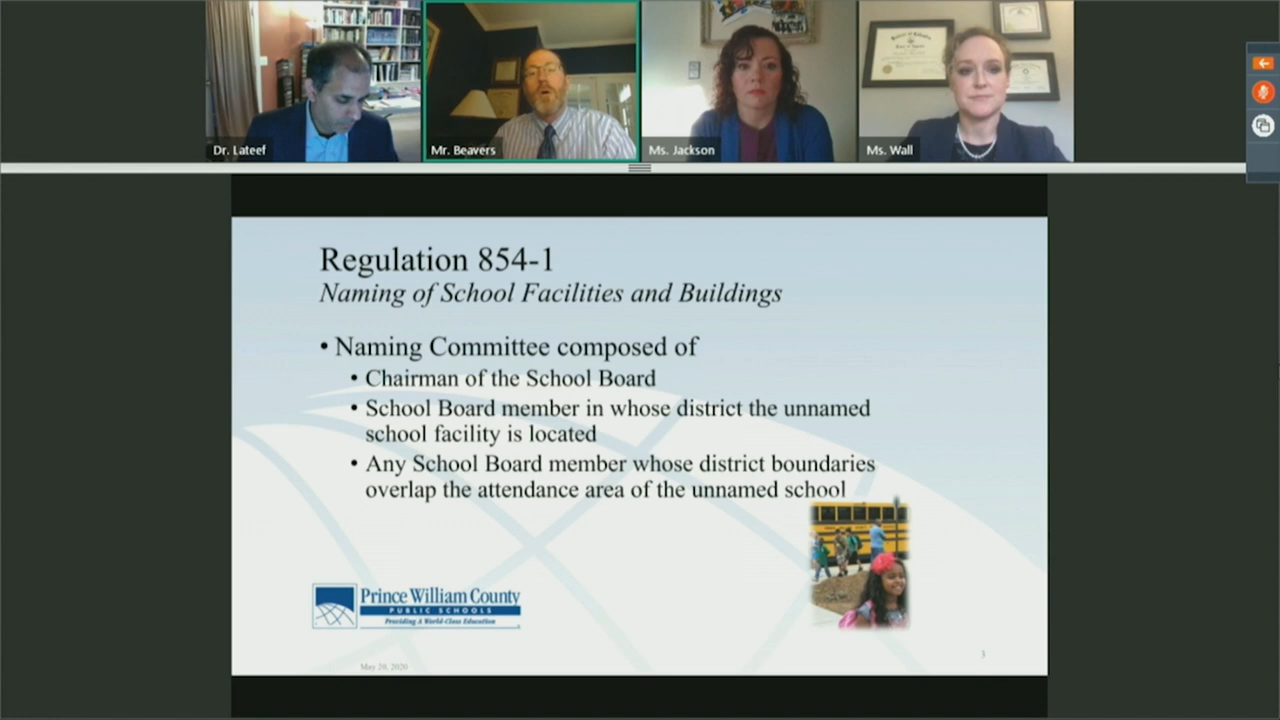 Dr. Lateef
Mr. Beavers
Ms. Jackson
Ms. Wall
Regulation 854-1
Naming of School Facilities and Buildings
• Naming Committee composed of
• Chairman of the School Board
• School Board member in whose district the unnamed
school facility is located
• Any School Board member whose district boundaries
overlap the attendance area of the unnamed school
Prince William County
PUBLIC SCHOOLS
Providing A World-Class Education
May 20, 2020
3